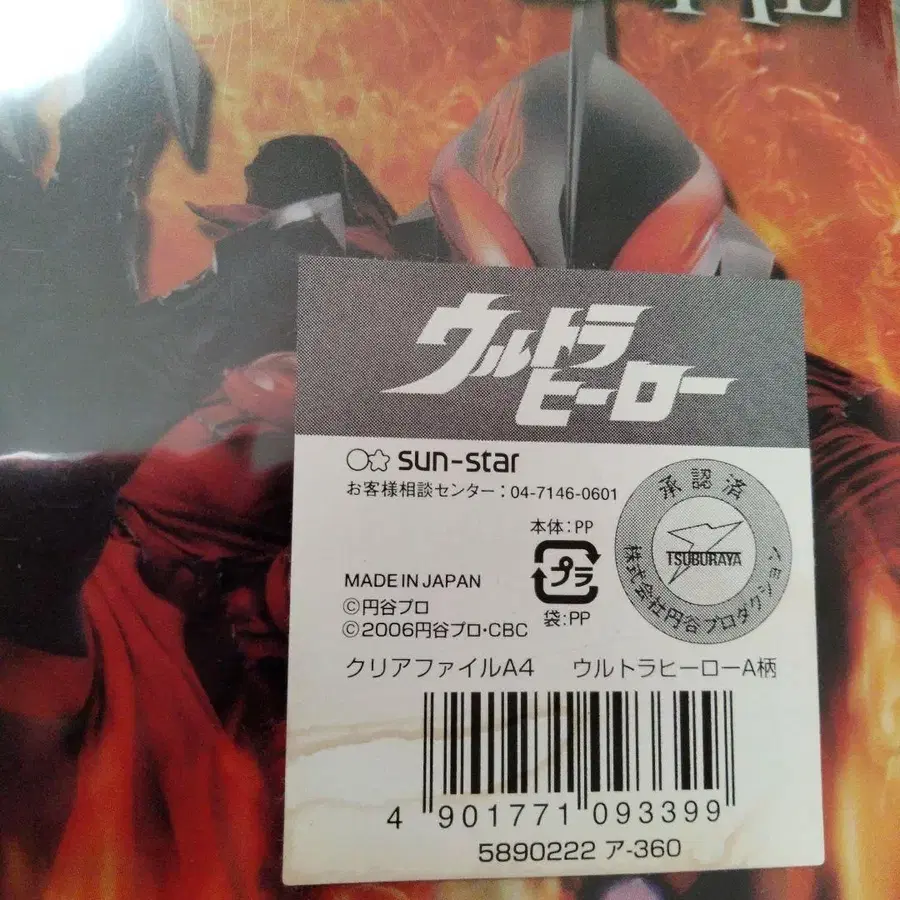 ウルトラ
ヒーロー
sun-star
お客様相談センター：04-7146-0601
承認済
TSUBURAYA
株式会社円谷プロダクション
本体:PP
プラ
袋:PP
MADE IN JAPAN
©円谷プロ
©2006円谷プロ・CBC
クリアファイルA4 ウルトラヒーローA柄
4 901771 093399
5890222 ア-360